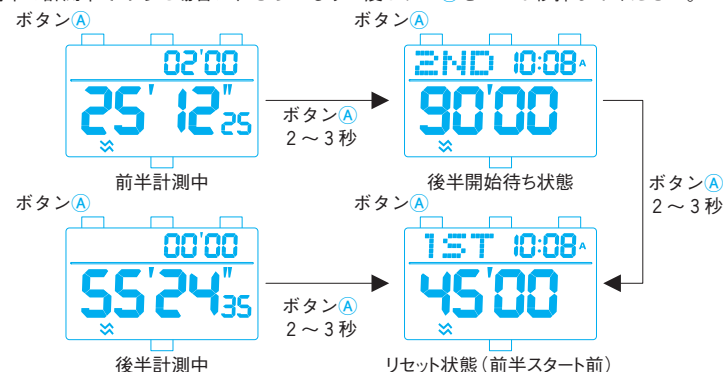 ボタンⒶ
ボタンⒶ
02'00
25'12"25
2ND 10:08A
90'00
ボタンⒶ
2〜3秒
前半計測中
後半開始待ち状態
ボタンⒶ
2〜3秒
ボタンⒶ
ボタンⒶ
00'00
55'24"35
1ST 10:08A
45'00
ボタンⒶ
2〜3秒
後半計測中
リセット状態(前半スタート前)